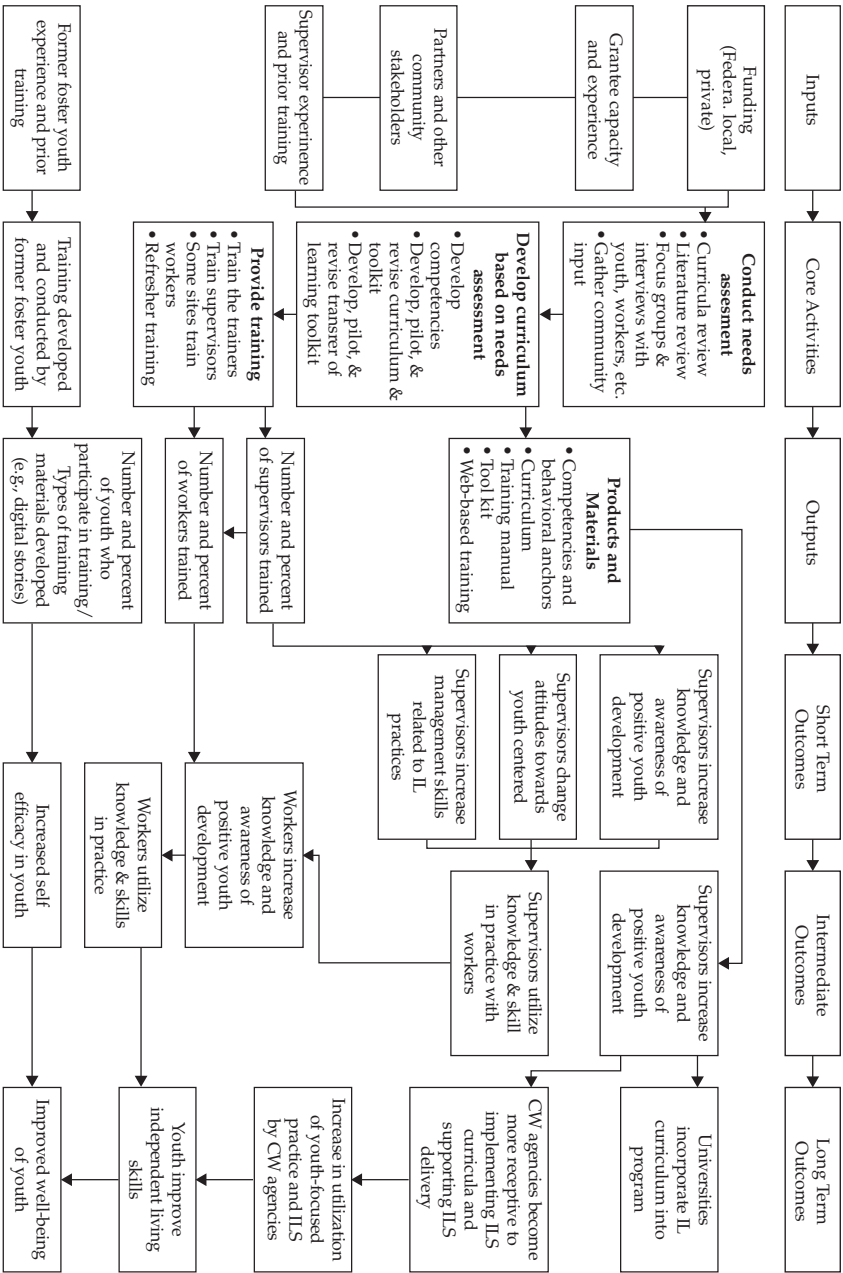 Inputs
Core Activities
Outputs
Short Term
Outcomes
Intermediate
Outcomes
Long Term
Outcomes
Funding
(Federa. local,
private)
Grantee capacity
and experience
Partners and other
community
stakeholders
Supervisor experinence
and prior training
Former foster youth
experience and prior
training
Conduct needs
assesment
• Curricula review
• Literature review
• Focus groups &
interviews with
youth, workers, etc.
• Gather community
input
Develop curriculum
based on needs
assessment
• Develop
competencies
• Develop, pilot, &
revise curriculum &
toolkit
• Develop, pilot, &
revise transrer of
learning toolkit
Provide training
• Train the trainers
• Train supervisors
• Some sites train
workers
• Refresher training
Training developed
and conducted by
former foster youth
Products and
Materials
• Competencies and
behavioral anchors
• Curriculum
• Training manual
• Tool kit
• Web-based training
Number and percent
of supervisors trained
Number and percent
of workers trained
Number and percent
of youth who
participate in training/
Types of training
materials developed
(e.g., digital stories)
Supervisors increase
knowledge and
awareness of
positive youth
development
Supervisors change
attitudes towards
youth centered
Supervisors increase
management skills
related to IL
practices
Workers increase
knowledge and
awareness of
positive youth
development
Workers utilize
knowledge & skills
in practice
Increased self
efficacy in youth
Supervisors increase
knowledge and
awareness of
positive youth
development
Supervisors utilize
knowledge & skill
in practice with
workers
Universities
incorporate IL
curriculum into
program
CW agencies become
more receptive to
implementing ILS
curricula and
supporting ILS
delivery
Increase in utilization
of youth-focused
practice and ILS
by CW agencies
Youth improve
independent living
skills
Improved well-being
of youth